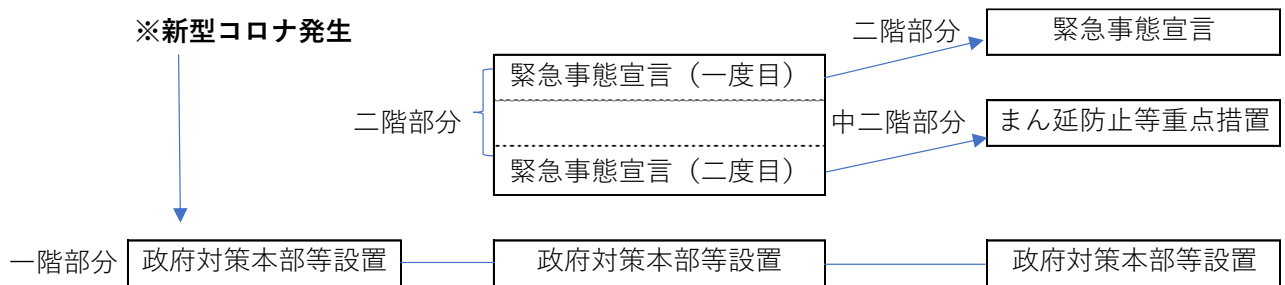 ※新型コロナ発生
二階部分
緊急事態宣言
緊急事態宣言（一度目）
二階部分
中二階部分
まん延防止等重点措置
緊急事態宣言（二度目）
一階部分
政府対策本部等設置
政府対策本部等設置
政府対策本部等設置